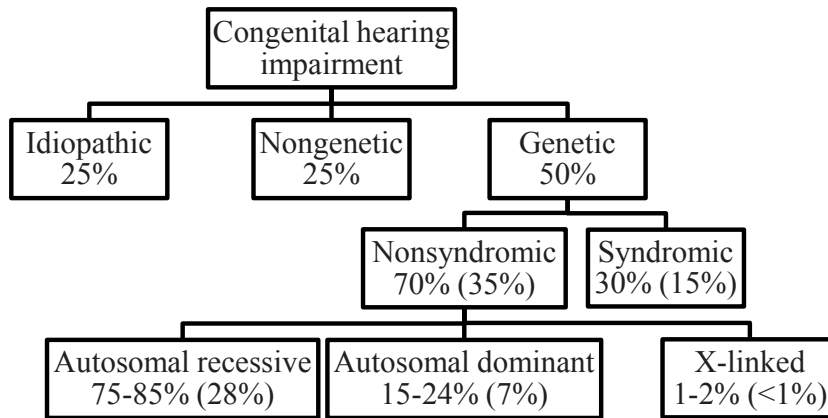 Congenital hearing
impairment
Idiopathic
25%
Nongenetic
25%
Genetic
50%
Nonsyndromic
70% (35%)
Syndromic
30% (15%)
Autosomal recessive
75-85% (28%)
Autosomal dominant
15-24% (7%)
X-linked
1-2% (<1%)